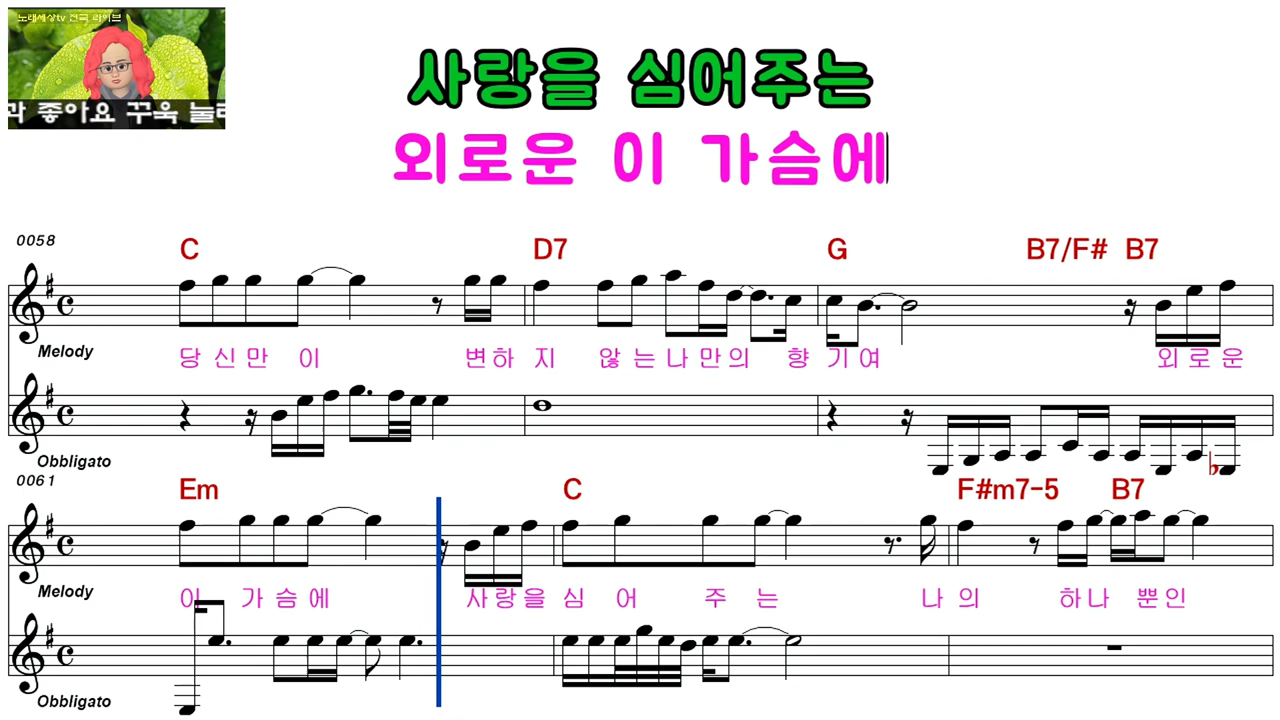 노래세상tv 전국 라이브
과 좋아요 꾸욱 눌러
사랑을 심어주는
외로운 이 가슴에
0058
C D7 G B7/F# B7
Melody
당신만이 변하지 않는나만의 향기여 외로운
Obbligato
0061
Em C F#m7-5 B7
Melody
이 가슴에 사랑을심어주는 나의 하나뿐인
Obbligato